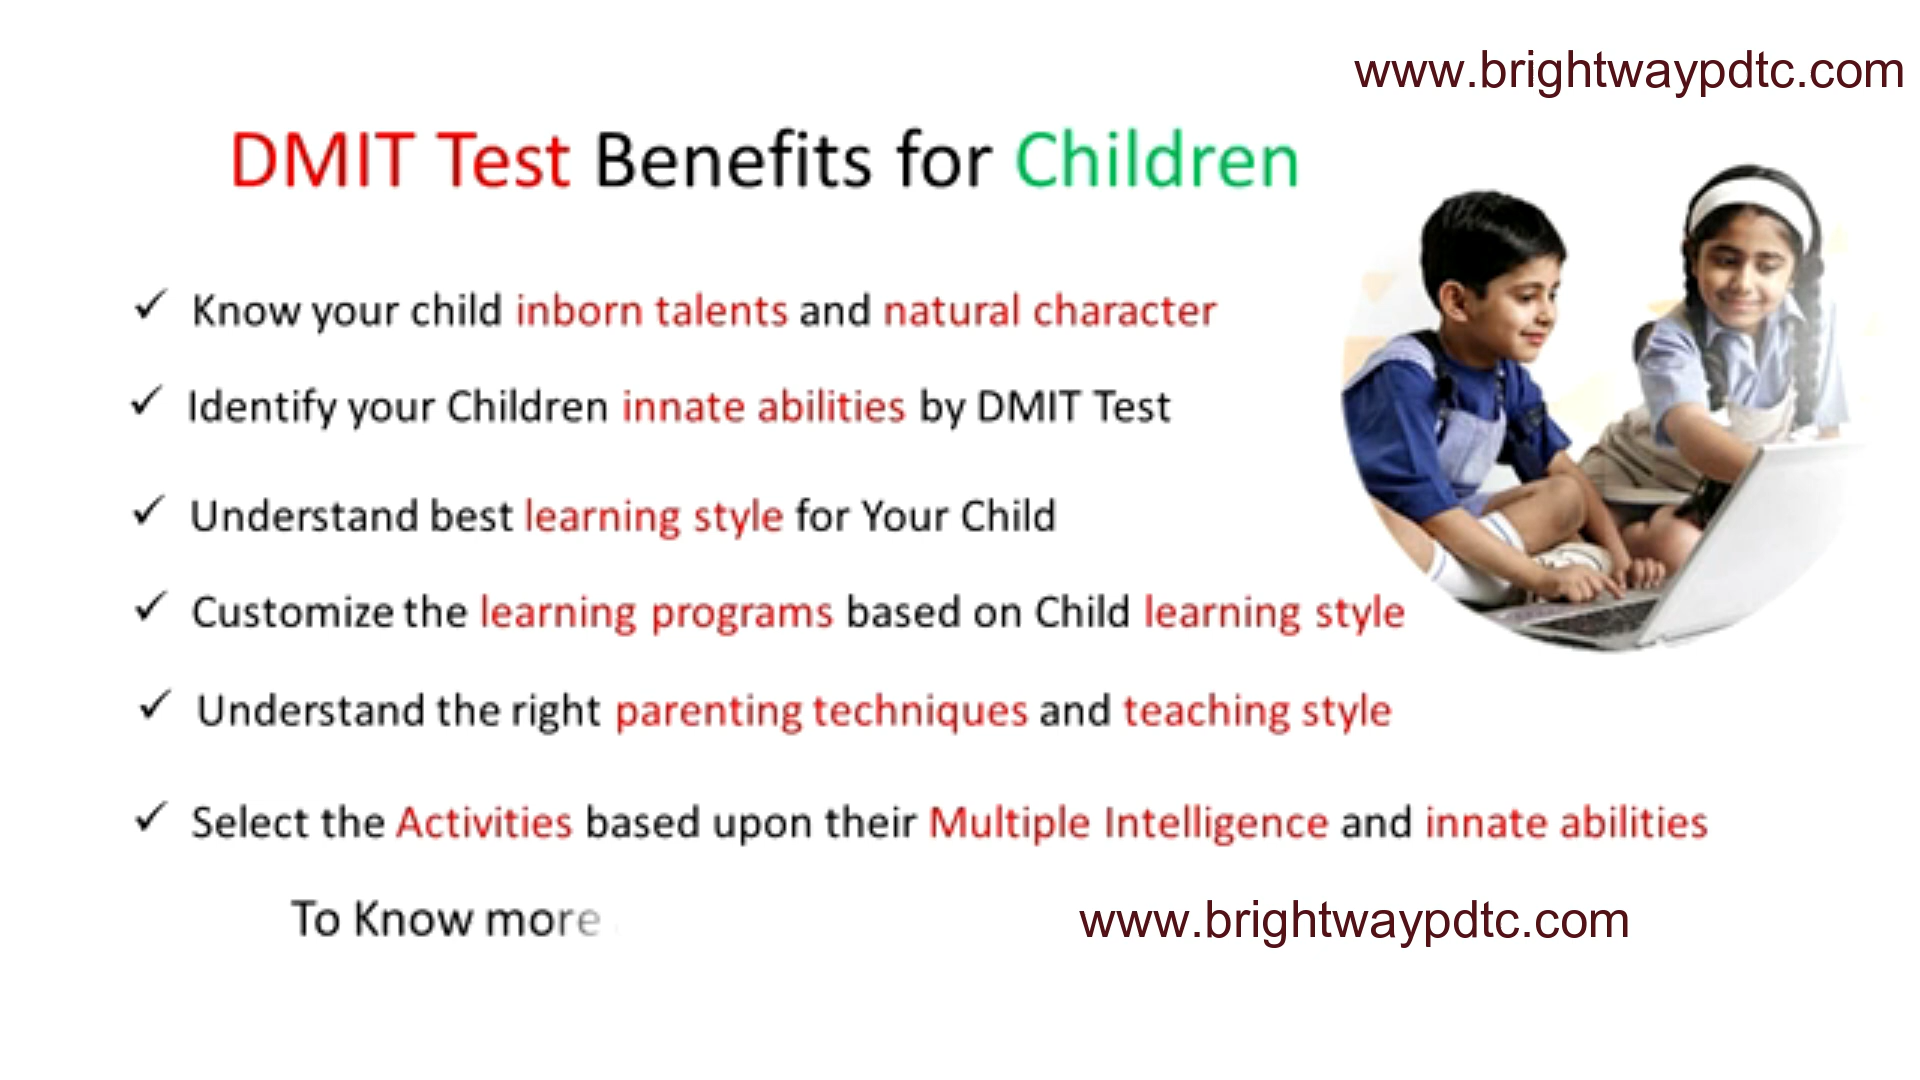 www.brightwaypdtc.com
DMIT Test Benefits for Children
✓ Know your child inborn talents and natural character
✓ Identify your Children innate abilities by DMIT Test
✓ Understand best learning style for Your Child
✓ Customize the learning programs based on Child learning style
✓ Understand the right parenting techniques and teaching style
✓ Select the Activities based upon their Multiple Intelligence and innate abilities
To Know more www.brightwaypdtc.com